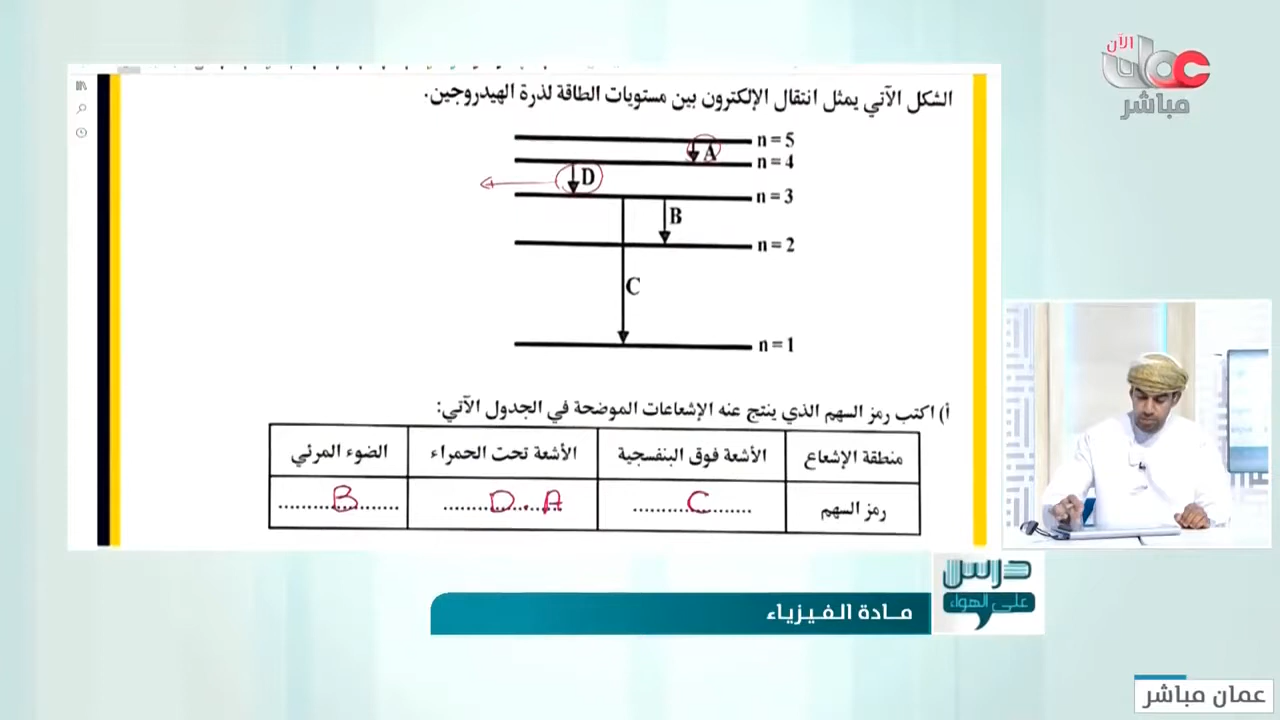 الآن
عمان
مباشر
الشكل الآتي يمثل انتقال الإلكترون بين مستويات الطاقة لذرة الهيدروجين.
n = 5
A
n = 4
D
n = 3
B
n = 2
C
n = 1
أ) اكتب رمز السهم الذي ينتج عنه الإشعاعات الموضحة في الجدول الآتي:
منطقة الإشعاع الأشعة فوق البنفسجية الأشعة تحت الحمراء الضوء المرئي
رمز السهم C D . A B
درس
على الهواء
مادة الفيزياء
عمان مباشر